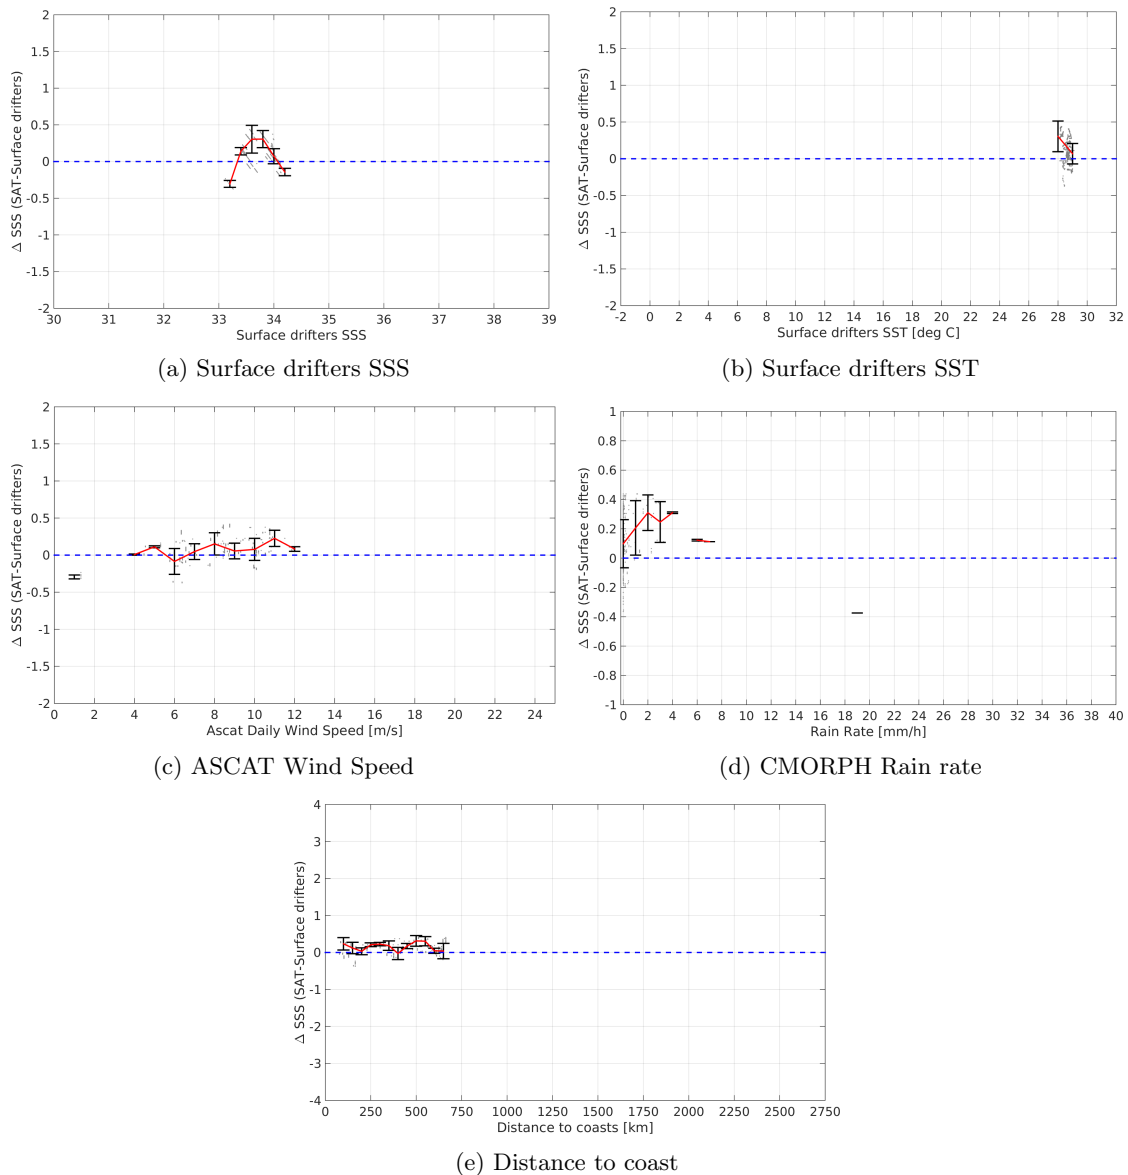 2
1.5
1
0.5
0
-0.5
-1
-1.5
-2
Δ SSS (SAT-Surface drifters)
30 31 32 33 34 35 36 37 38 39
Surface drifters SSS
(a) Surface drifters SSS
2
1.5
1
0.5
0
-0.5
-1
-1.5
-2
Δ SSS (SAT-Surface drifters)
-2 0 2 4 6 8 10 12 14 16 18 20 22 24 26 28 30 32
Surface drifters SST [deg C]
(b) Surface drifters SST
2
1.5
1
0.5
0
-0.5
-1
-1.5
-2
Δ SSS (SAT-Surface drifters)
0 2 4 6 8 10 12 14 16 18 20 22 24
Ascat Daily Wind Speed [m/s]
(c) ASCAT Wind Speed
1
0.8
0.6
0.4
0.2
0
-0.2
-0.4
-0.6
-0.8
-1
Δ SSS (SAT-Surface drifters)
0 2 4 6 8 10 12 14 16 18 20 22 24 26 28 30 32 34 36 38 40
Rain Rate [mm/h]
(d) CMORPH Rain rate
4
3
2
1
0
-1
-2
-3
-4
Δ SSS (SAT-Surface drifters)
0 250 500 750 1000 1250 1500 1750 2000 2250 2500 2750
Distance to coasts [km]
(e) Distance to coast